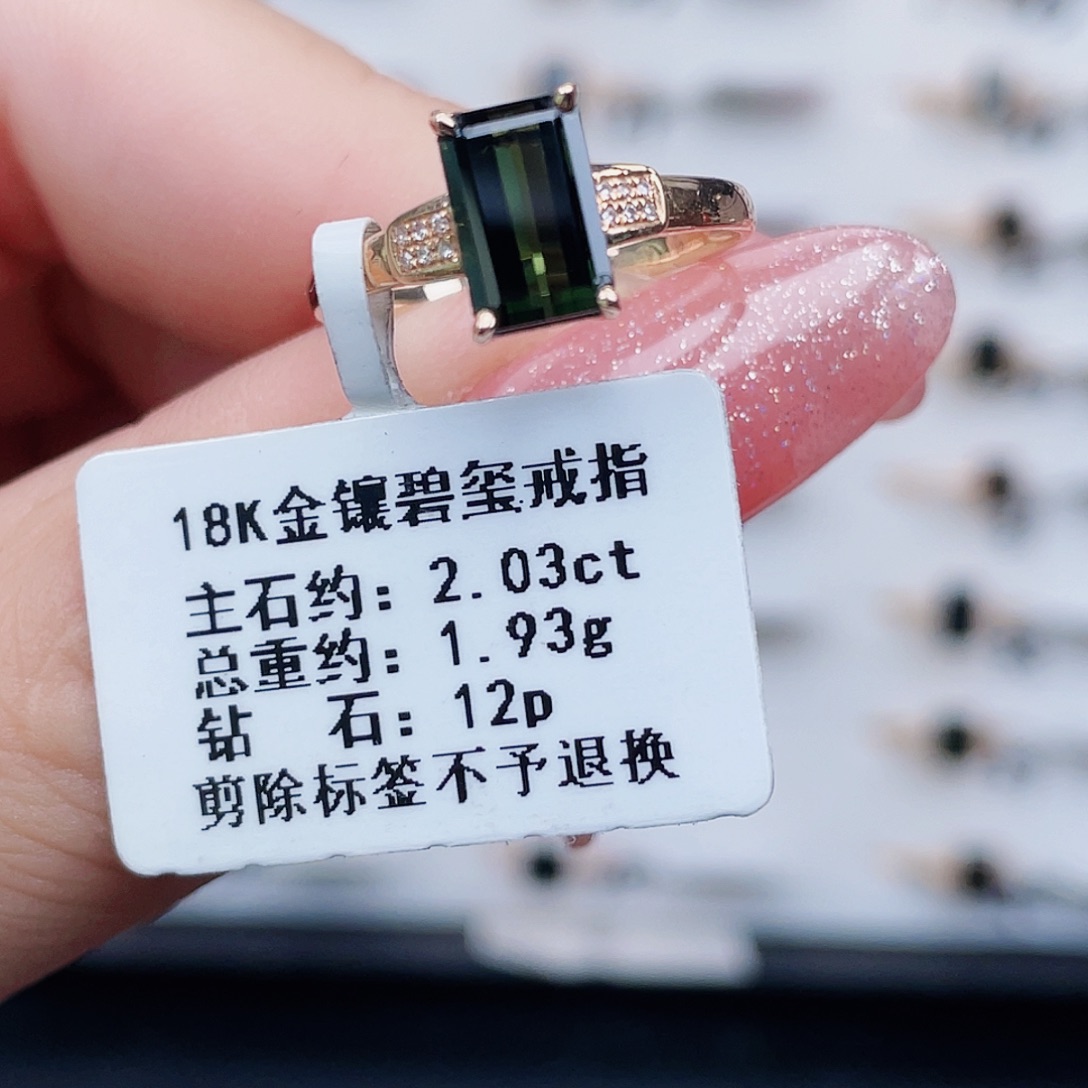 18K金镶碧玺戒指
主石约：2.03ct
总重约：1.93g
钻 石：12p
剪除标签不予退换